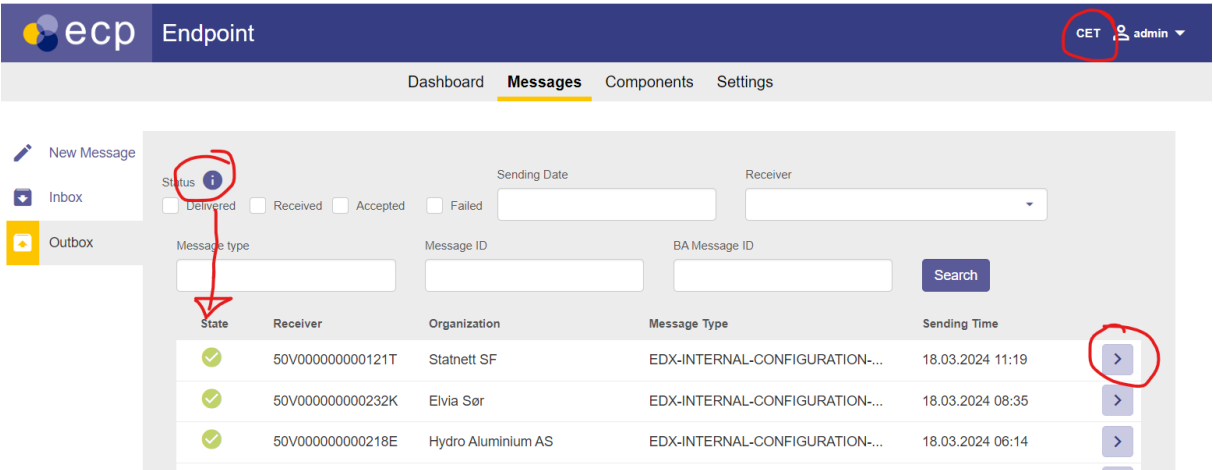 ecp Endpoint CET admin
Dashboard Messages Components Settings
New Message
Inbox
Outbox
Status i Sending Date Receiver
Delivered Received Accepted Failed
Message type Message ID BA Message ID
Search
State Receiver Organization Message Type Sending Time
50V000000000121T Statnett SF EDX-INTERNAL-CONFIGURATION-... 18.03.2024 11:19
50V000000000232K Elvia Sør EDX-INTERNAL-CONFIGURATION-... 18.03.2024 08:35
50V000000000218E Hydro Aluminium AS EDX-INTERNAL-CONFIGURATION-... 18.03.2024 06:14